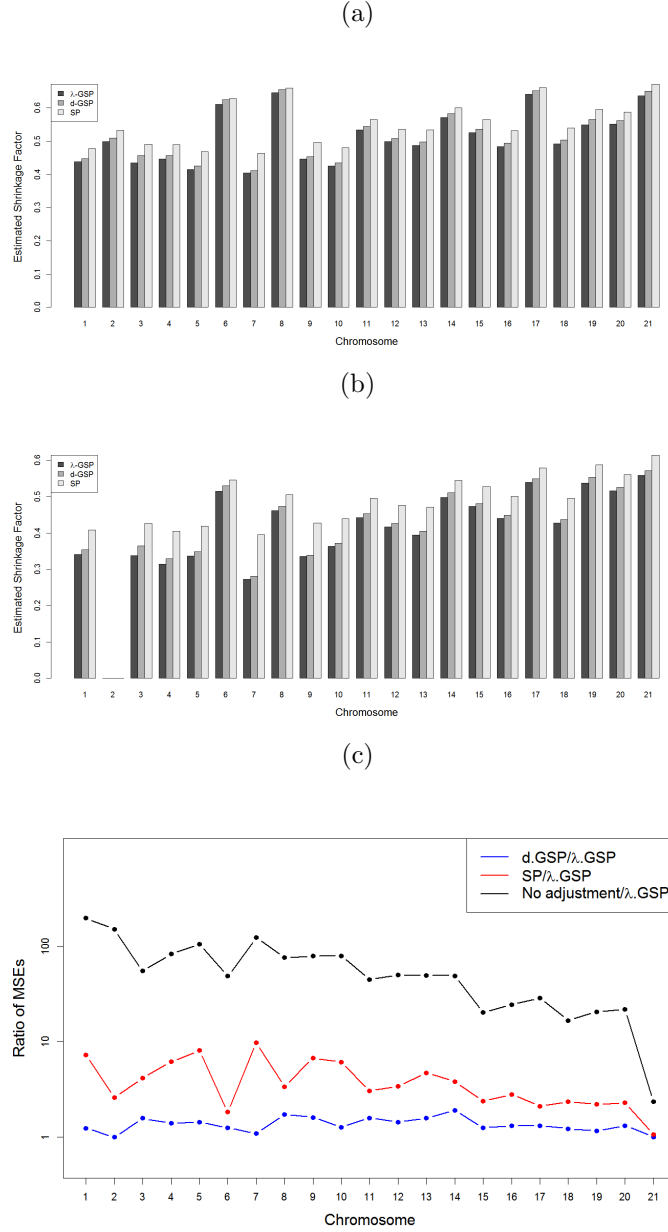 (a)
λ-GSP
d-GSP
SP
Estimated Shrinkage Factor
0.0 0.1 0.2 0.3 0.4 0.5 0.6
1 2 3 4 5 6 7 8 9 10 11 12 13 14 15 16 17 18 19 20 21
Chromosome
(b)
λ-GSP
d-GSP
SP
Estimated Shrinkage Factor
0.0 0.1 0.2 0.3 0.4 0.5 0.6
1 2 3 4 5 6 7 8 9 10 11 12 13 14 15 16 17 18 19 20 21
Chromosome
(c)
d.GSP/λ.GSP
SP/λ.GSP
No adjustment/λ.GSP
Ratio of MSEs
1 10 100
1 2 3 4 5 6 7 8 9 10 11 12 13 14 15 16 17 18 19 20 21
Chromosome